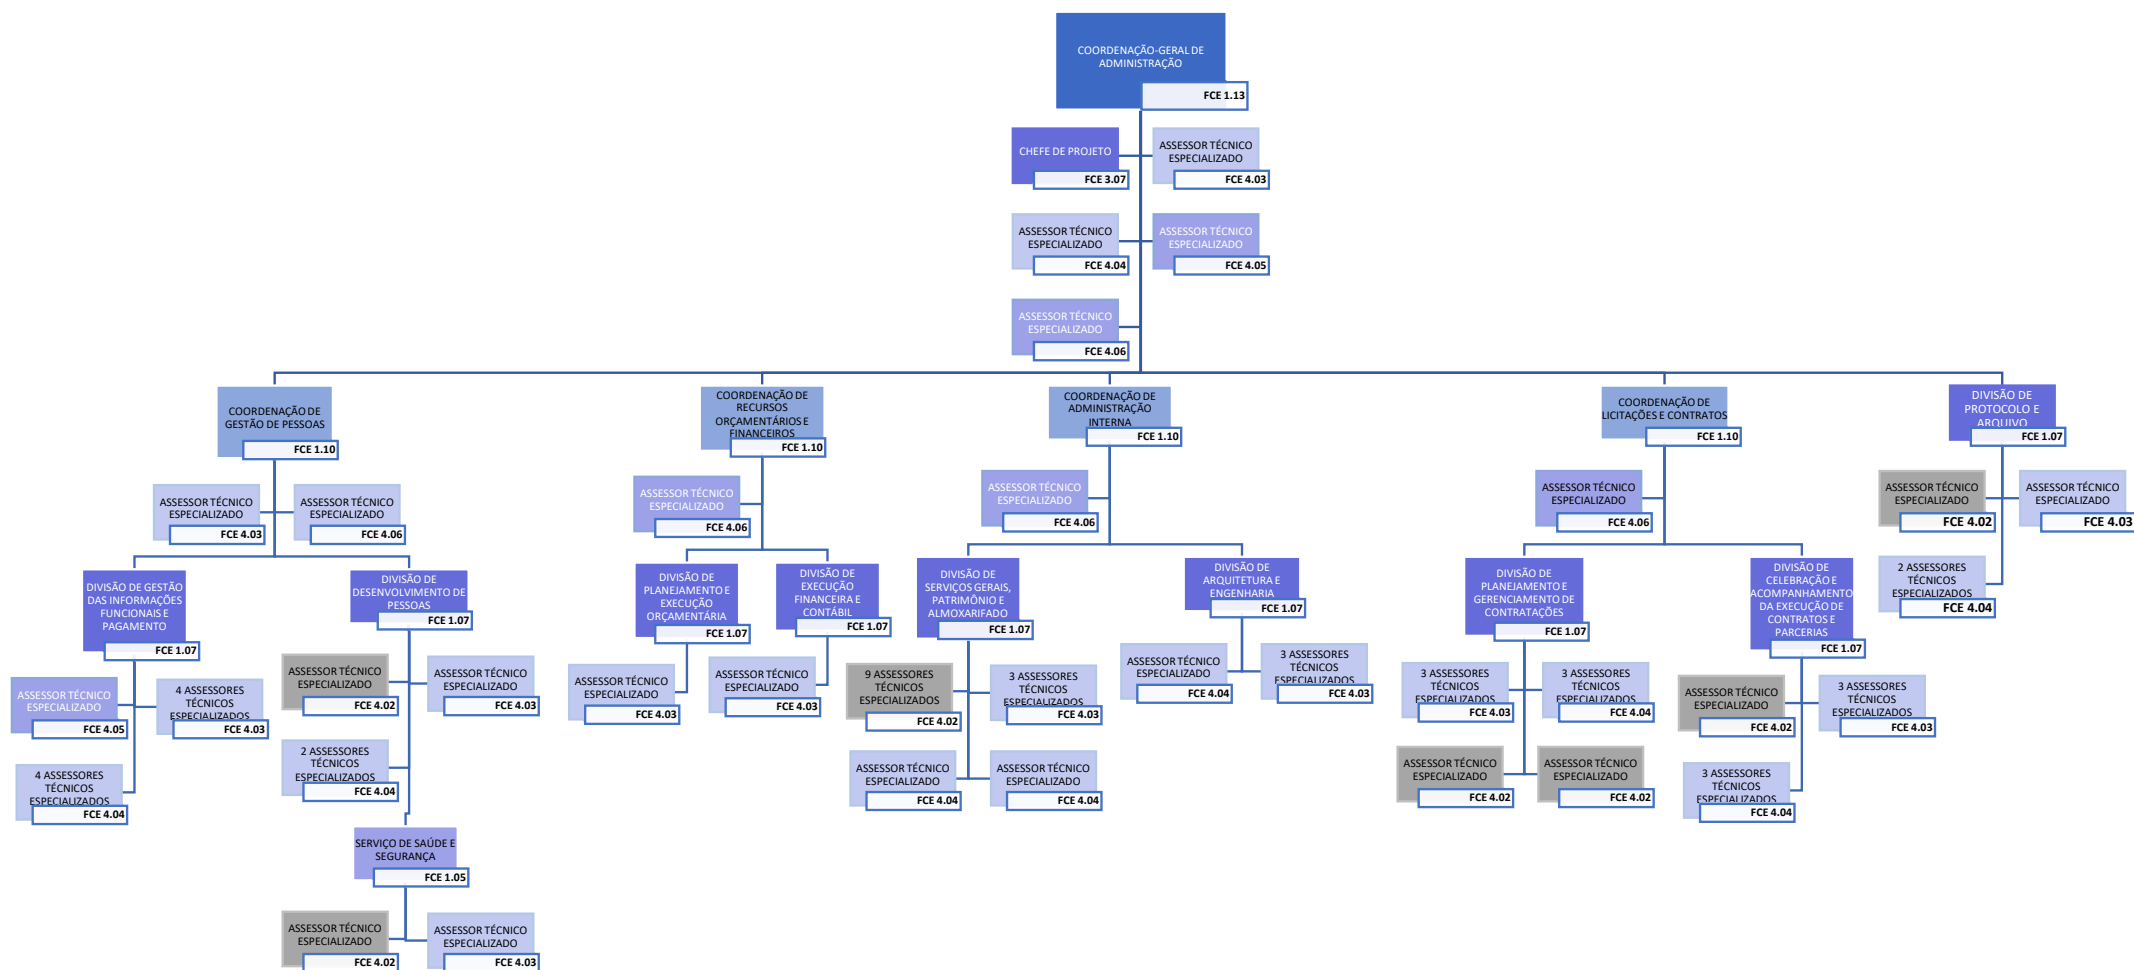 COORDENAÇÃO-GERAL DE
ADMINISTRAÇÃO
FCE 1.13
CHEFE DE PROJETO
FCE 3.07
ASSESSOR TÉCNICO
ESPECIALIZADO
FCE 4.03
ASSESSOR TÉCNICO
ESPECIALIZADO
FCE 4.04
ASSESSOR TÉCNICO
ESPECIALIZADO
FCE 4.05
ASSESSOR TÉCNICO
ESPECIALIZADO
FCE 4.06
COORDENAÇÃO DE
GESTÃO DE PESSOAS
FCE 1.10
ASSESSOR TÉCNICO
ESPECIALIZADO
FCE 4.03
ASSESSOR TÉCNICO
ESPECIALIZADO
FCE 4.06
DIVISÃO DE GESTÃO
DAS INFORMAÇÕES
FUNCIONAIS E
PAGAMENTO
FCE 1.07
ASSESSOR TÉCNICO
ESPECIALIZADO
FCE 4.05
4 ASSESSORES
TÉCNICOS
ESPECIALIZADOS
FCE 4.03
4 ASSESSORES
TÉCNICOS
ESPECIALIZADOS
FCE 4.04
DIVISÃO DE
DESENVOLVIMENTO DE
PESSOAS
FCE 1.07
ASSESSOR TÉCNICO
ESPECIALIZADO
FCE 4.02
ASSESSOR TÉCNICO
ESPECIALIZADO
FCE 4.03
2 ASSESSORES
TÉCNICOS
ESPECIALIZADOS
FCE 4.04
SERVIÇO DE SAÚDE E
SEGURANÇA
FCE 1.05
ASSESSOR TÉCNICO
ESPECIALIZADO
FCE 4.02
ASSESSOR TÉCNICO
ESPECIALIZADO
FCE 4.03
COORDENAÇÃO DE
RECURSOS
ORÇAMENTÁRIOS E
FINANCEIROS
FCE 1.10
ASSESSOR TÉCNICO
ESPECIALIZADO
FCE 4.06
DIVISÃO DE
PLANEJAMENTO E
EXECUÇÃO
ORÇAMENTÁRIA
FCE 1.07
ASSESSOR TÉCNICO
ESPECIALIZADO
FCE 4.03
DIVISÃO DE
EXECUÇÃO
FINANCEIRA E
CONTÁBIL
FCE 1.07
ASSESSOR TÉCNICO
ESPECIALIZADO
FCE 4.03
COORDENAÇÃO DE
ADMINISTRAÇÃO
INTERNA
FCE 1.10
ASSESSOR TÉCNICO
ESPECIALIZADO
FCE 4.06
DIVISÃO DE
SERVIÇOS GERAIS,
PATRIMÔNIO E
ALMOXARIFADO
FCE 1.07
9 ASSESSORES
TÉCNICOS
ESPECIALIZADOS
FCE 4.02
3 ASSESSORES
TÉCNICOS
ESPECIALIZADOS
FCE 4.03
ASSESSOR TÉCNICO
ESPECIALIZADO
FCE 4.04
ASSESSOR TÉCNICO
ESPECIALIZADO
FCE 4.04
DIVISÃO DE
ARQUITETURA E
ENGENHARIA
FCE 1.07
ASSESSOR TÉCNICO
ESPECIALIZADO
FCE 4.04
3 ASSESSORES
TÉCNICOS
ESPECIALIZADOS
FCE 4.03
COORDENAÇÃO DE
LICITAÇÕES E CONTRATOS
FCE 1.10
ASSESSOR TÉCNICO
ESPECIALIZADO
FCE 4.06
DIVISÃO DE
PLANEJAMENTO E
GERENCIAMENTO DE
CONTRATAÇÕES
FCE 1.07
3 ASSESSORES
TÉCNICOS
ESPECIALIZADOS
FCE 4.03
3 ASSESSORES
TÉCNICOS
ESPECIALIZADOS
FCE 4.04
ASSESSOR TÉCNICO
ESPECIALIZADO
FCE 4.02
ASSESSOR TÉCNICO
ESPECIALIZADO
FCE 4.02
DIVISÃO DE
CELEBRAÇÃO E
ACOMPANHAMENTO
DA EXECUÇÃO DE
CONTRATOS E
PARCERIAS
FCE 1.07
ASSESSOR TÉCNICO
ESPECIALIZADO
FCE 4.02
3 ASSESSORES
TÉCNICOS
ESPECIALIZADOS
FCE 4.03
3 ASSESSORES
TÉCNICOS
ESPECIALIZADOS
FCE 4.04
DIVISÃO DE
PROTOCOLO E
ARQUIVO
FCE 1.07
ASSESSOR TÉCNICO
ESPECIALIZADO
FCE 4.02
ASSESSOR TÉCNICO
ESPECIALIZADO
FCE 4.03
2 ASSESSORES
TÉCNICOS
ESPECIALIZADOS
FCE 4.04